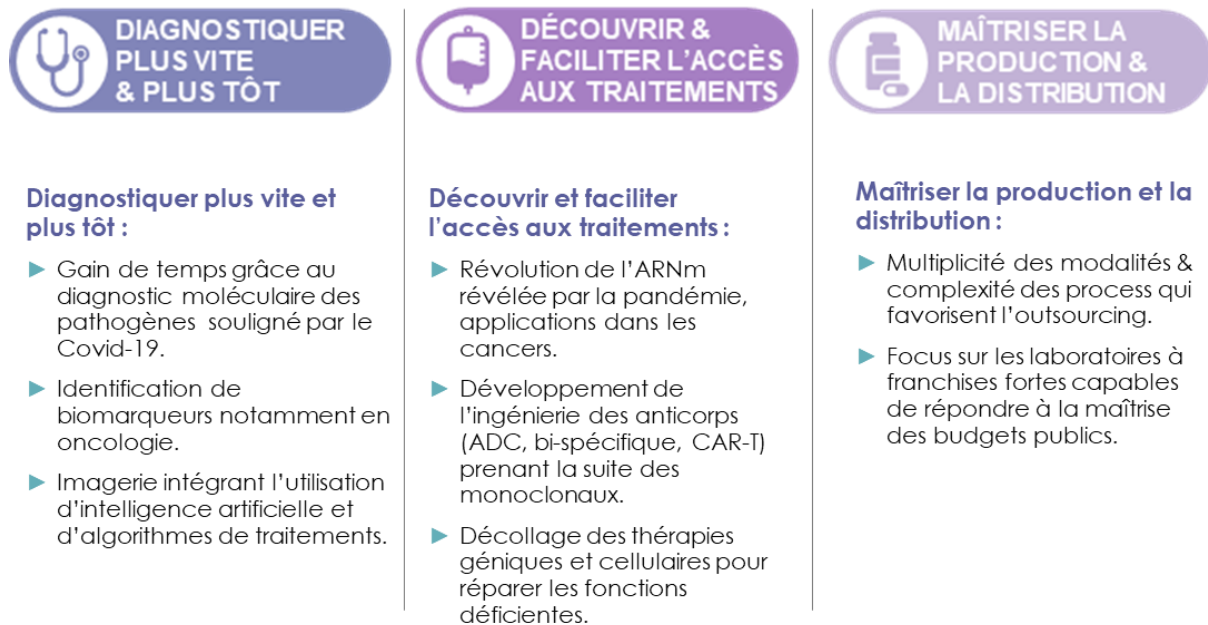 DIAGNOSTIQUER
PLUS VITE
& PLUS TÔT
Diagnostiquer plus vite et
plus tôt :
► Gain de temps grâce au
diagnostic moléculaire des
pathogènes souligné par le
Covid-19.
► Identification de
biomarqueurs notamment en
oncologie.
► Imagerie intégrant l’utilisation
d’intelligence artificielle et
d’algorithmes de traitements.
DÉCOUVRIR &
FACILITER L’ACCÈS
AUX TRAITEMENTS
Découvrir et faciliter
l’accès aux traitements :
► Révolution de l’ARNm
révélée par la pandémie,
applications dans les
cancers.
► Développement de
l’ingénierie des anticorps
(ADC, bi-spécifique, CAR-T)
prenant la suite des
monoclonaux.
► Décollage des thérapies
géniques et cellulaires pour
réparer les fonctions
déficientes.
MAÎTRISER LA
PRODUCTION &
LA DISTRIBUTION
Maîtriser la production et la
distribution :
► Multiplicité des modalités &
complexité des process qui
favorisent l’outsourcing.
► Focus sur les laboratoires à
franchises fortes capables
de répondre à la maîtrise
des budgets publics.